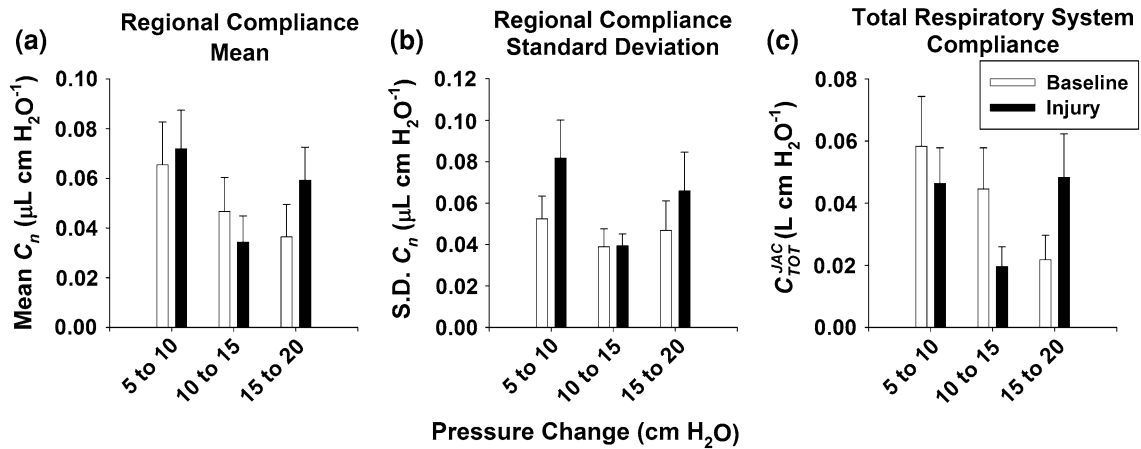 (a) Regional Compliance
Mean
Mean Cn (μL cm H2O-1)
0.10
0.08
0.06
0.04
0.02
0.00
5 to 10
10 to 15
15 to 20
(b) Regional Compliance
Standard Deviation
S.D. Cn (μL cm H2O-1)
0.12
0.10
0.08
0.06
0.04
0.02
0.00
5 to 10
10 to 15
15 to 20
(c) Total Respiratory System
Compliance
C JAC TOT (L cm H2O-1)
0.08
0.06
0.04
0.02
0.00
Baseline
Injury
5 to 10
10 to 15
15 to 20
Pressure Change (cm H2O)